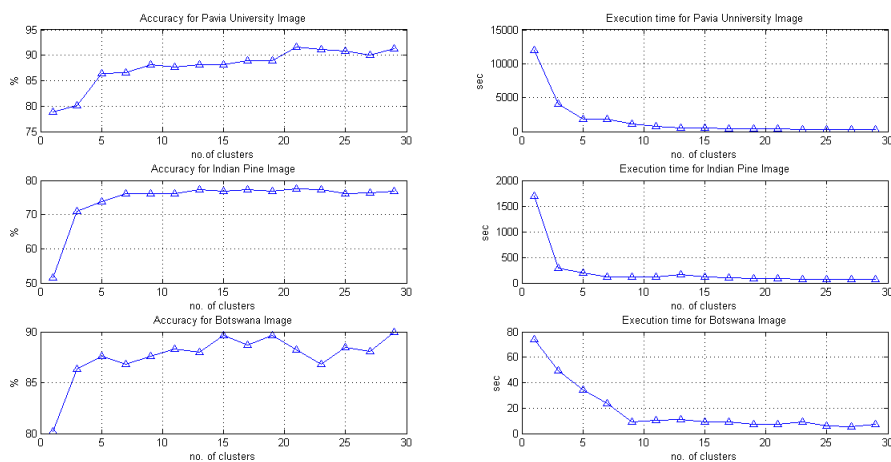 Accuracy for Pavia University Image
95
90
85
80
75
%
0 5 10 15 20 25 30
no.of clusters
Execution time for Pavia Unniversity Image
15000
10000
5000
0
sec
0 5 10 15 20 25 30
no. of clusters
Accuracy for Indian Pine Image
80
70
60
50
%
0 5 10 15 20 25 30
no. of clusters
Execution time for Indian Pine Image
2000
1500
1000
500
0
sec
0 5 10 15 20 25 30
no. of clusters
Accuracy for Botswana Image
90
85
80
%
0 5 10 15 20 25 30
no. of clusters
Execution time for Botswana Image
80
60
40
20
0
sec
0 5 10 15 20 25 30
no. of clusters